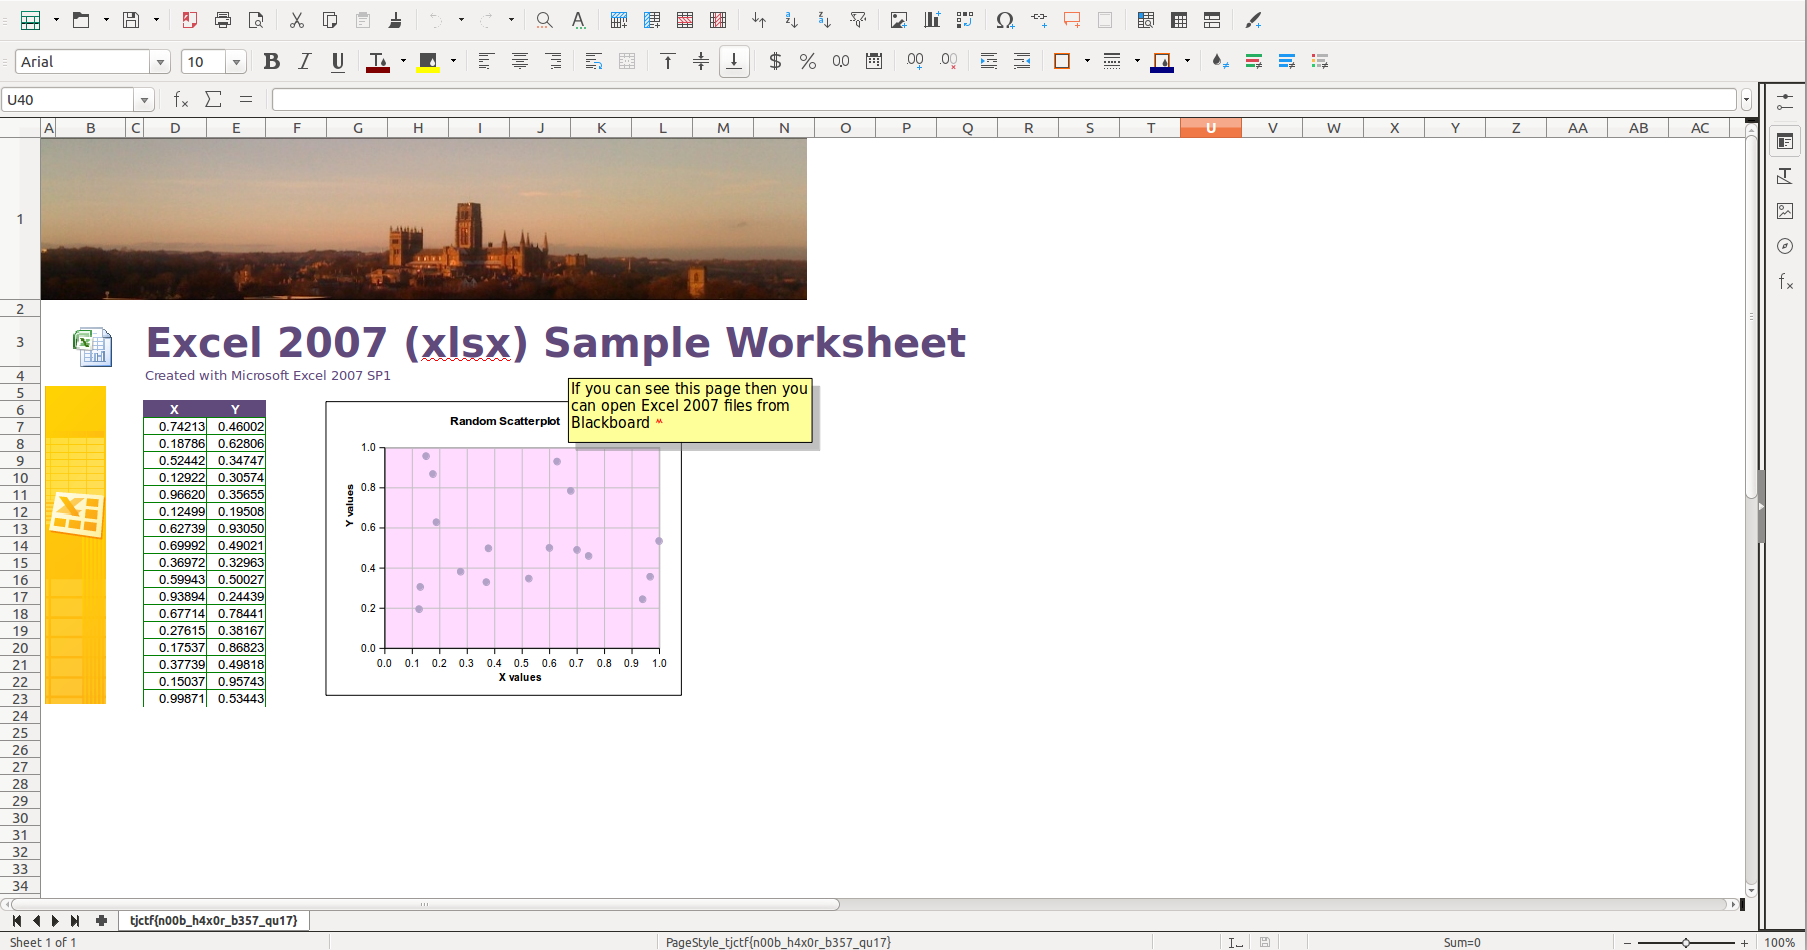 Arial
10
U40
A B C D E F G H I J K L M N O P Q R S T U V W X Y Z AA AB AC
1
2
3 Excel 2007 (xlsx) Sample Worksheet
4 Created with Microsoft Excel 2007 SP1
5
6 X Y
7 0.74213 0.46002
8 0.18786 0.62806
9 0.52442 0.34747
10 0.12922 0.30574
11 0.96620 0.35655
12 0.12499 0.19508
13 0.62739 0.93050
14 0.69992 0.49021
15 0.36972 0.32963
16 0.59943 0.50027
17 0.93894 0.24439
18 0.67714 0.78441
19 0.27615 0.38167
20 0.17537 0.86823
21 0.37739 0.49818
22 0.15037 0.95743
23 0.99871 0.53443
24
25
26
27
28
29
30
31
32
33
34
If you can see this page then you
can open Excel 2007 files from
Blackboard
Random Scatterplot
Y values
1.0
0.8
0.6
0.4
0.2
0.0
0.0 0.1 0.2 0.3 0.4 0.5 0.6 0.7 0.8 0.9 1.0
X values
tjctf{n00b_h4x0r_b357_qu17}
Sheet 1 of 1 PageStyle_tjctf{n00b_h4x0r_b357_qu17} Sum=0 100%